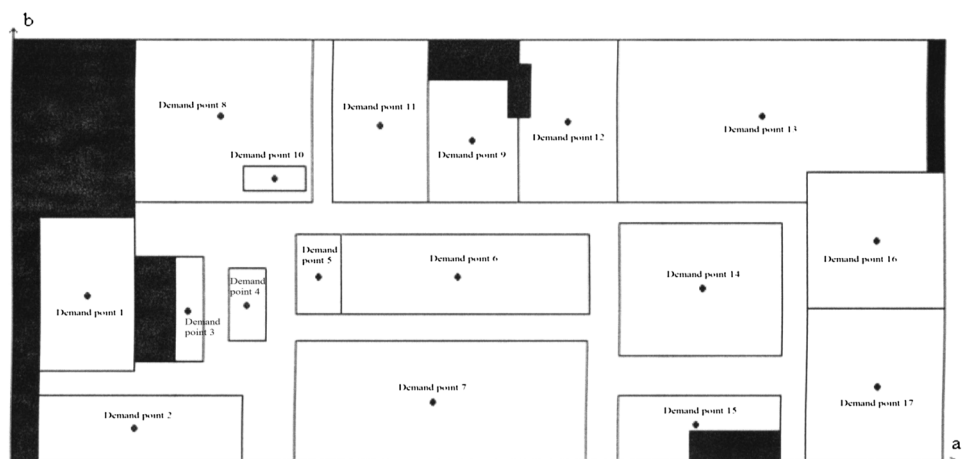 b
Demand point 8
Demand point 11
Demand point 10
Demand point 9
Demand point 12
Demand point 13
Demand
point 5
Demand point 6
Demand point 14
Demand point 16
Demand point 1
Demand
point 3
Demand
point 4
Demand point 7
Demand point 2
Demand point 15
Demand point 17
a